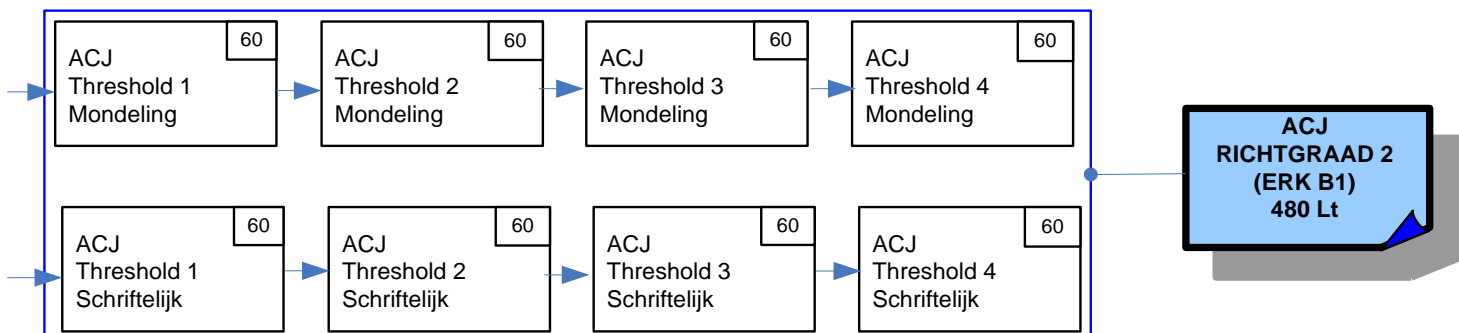 60
ACJ
Threshold 1
Mondeling
60
ACJ
Threshold 2
Mondeling
60
ACJ
Threshold 3
Mondeling
60
ACJ
Threshold 4
Mondeling
ACJ
RICHTGRAAD 2
(ERK B1)
480 Lt
60
ACJ
Threshold 1
Schriftelijk
60
ACJ
Threshold 2
Schriftelijk
60
ACJ
Threshold 3
Schriftelijk
60
ACJ
Threshold 4
Schriftelijk